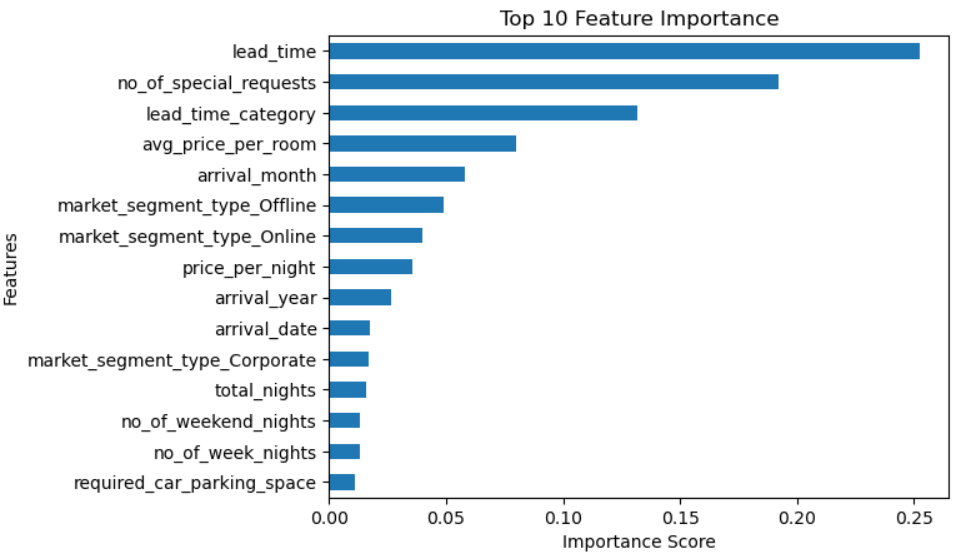 Top 10 Feature Importance
lead_time
no_of_special_requests
lead_time_category
avg_price_per_room
arrival_month
market_segment_type_Offline
market_segment_type_Online
price_per_night
arrival_year
arrival_date
market_segment_type_Corporate
total_nights
no_of_weekend_nights
no_of_week_nights
required_car_parking_space
Features
0.00 0.05 0.10 0.15 0.20 0.25
Importance Score